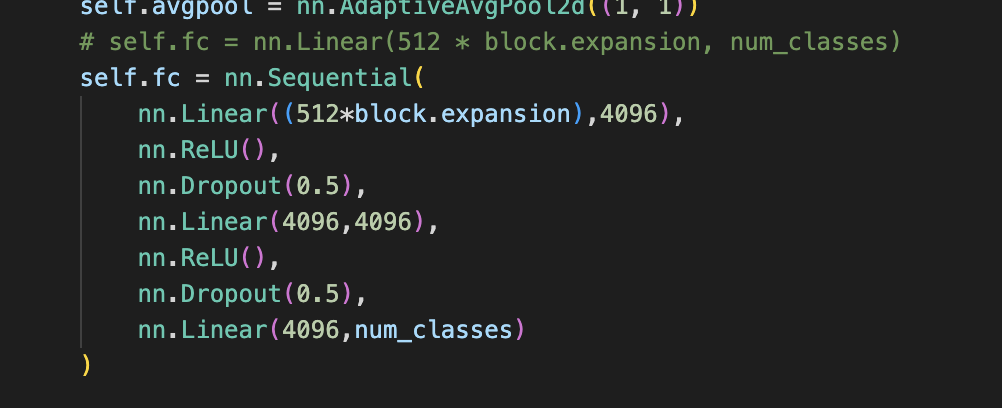 self.avgpool = nn.AdaptiveAvgPool2d((1, 1))
# self.fc = nn.Linear(512 * block.expansion, num_classes)
self.fc = nn.Sequential(
nn.Linear((512*block.expansion),4096),
nn.ReLU(),
nn.Dropout(0.5),
nn.Linear(4096,4096),
nn.ReLU(),
nn.Dropout(0.5),
nn.Linear(4096,num_classes)
)